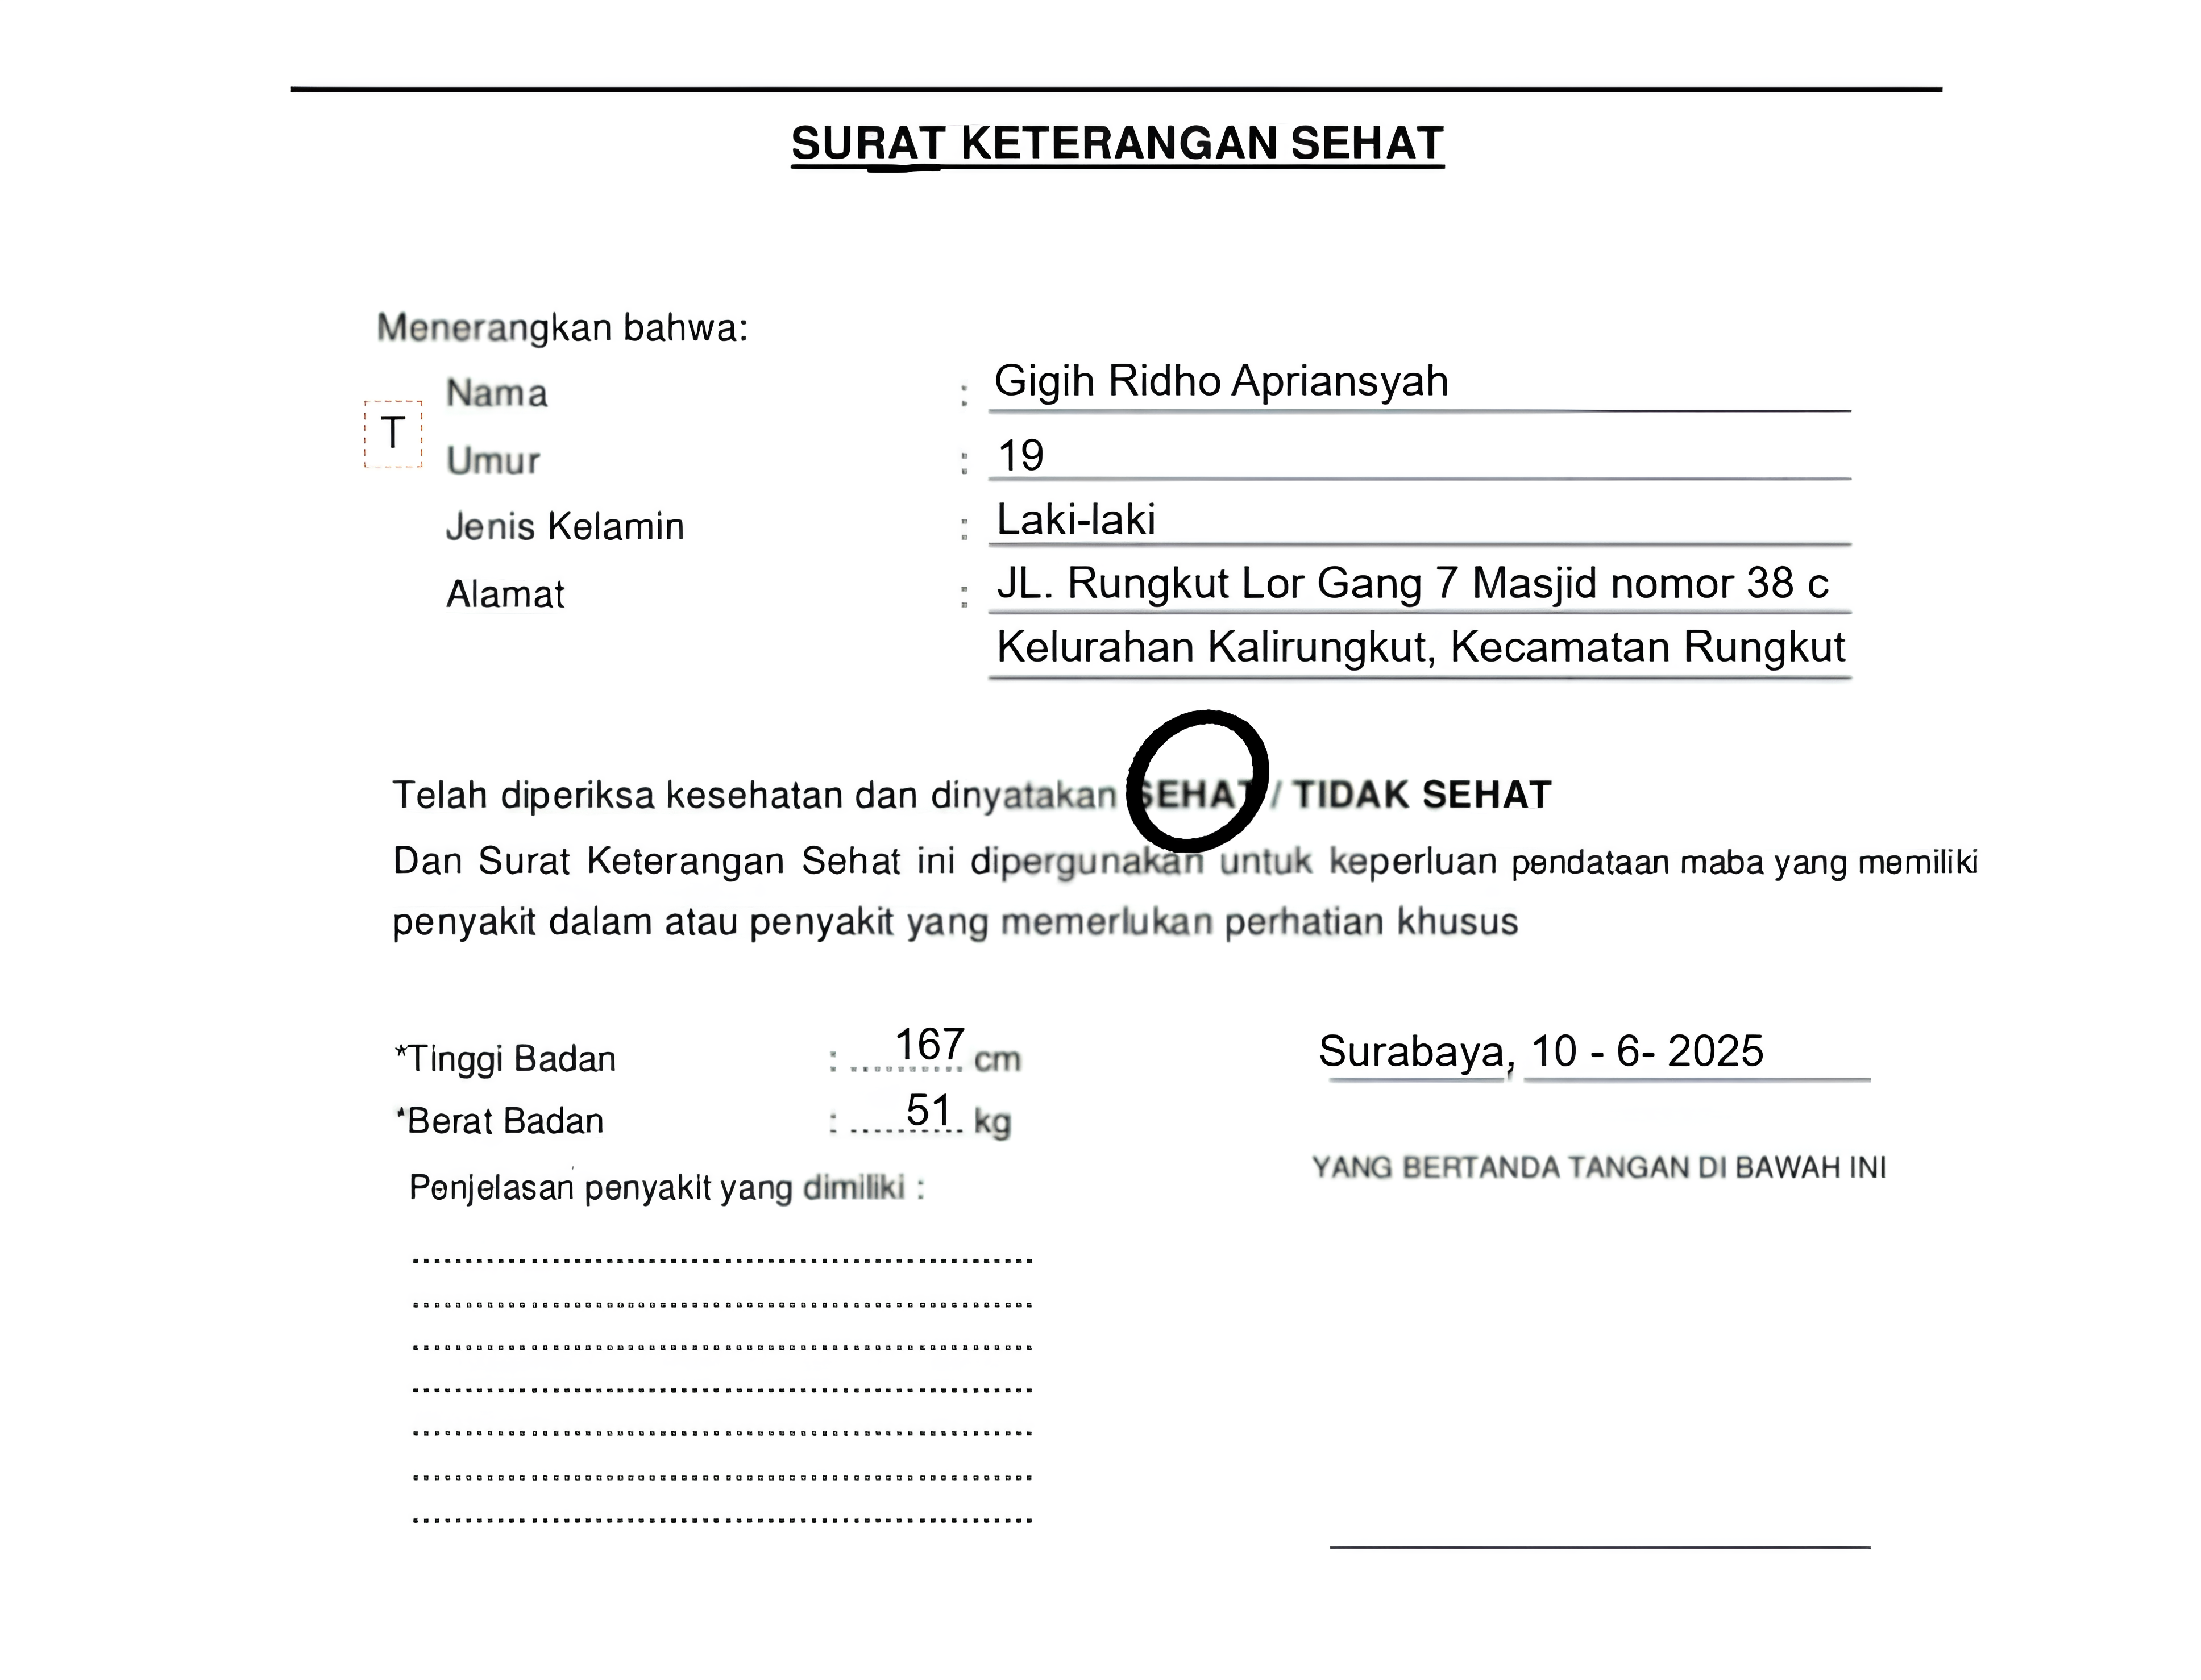 SURAT KETERANGAN SEHAT
Menerangkan bahwa:
Nama : Gigih Ridho Apriansyah
T
Umur : 19
Jenis Kelamin : Laki-laki
Alamat : JL. Rungkut Lor Gang 7 Masjid nomor 38 c
Kelurahan Kalirungkut, Kecamatan Rungkut
Telah diperiksa kesehatan dan dinyatakan SEHAT / TIDAK SEHAT
Dan Surat Keterangan Sehat ini dipergunakan untuk keperluan pendataan maba yang memiliki
penyakit dalam atau penyakit yang memerlukan perhatian khusus
*Tinggi Badan : 167 cm
Surabaya, 10 - 6- 2025
*Berat Badan : 51 kg
YANG BERTANDA TANGAN DI BAWAH INI
Penjelasan penyakit yang dimiliki :